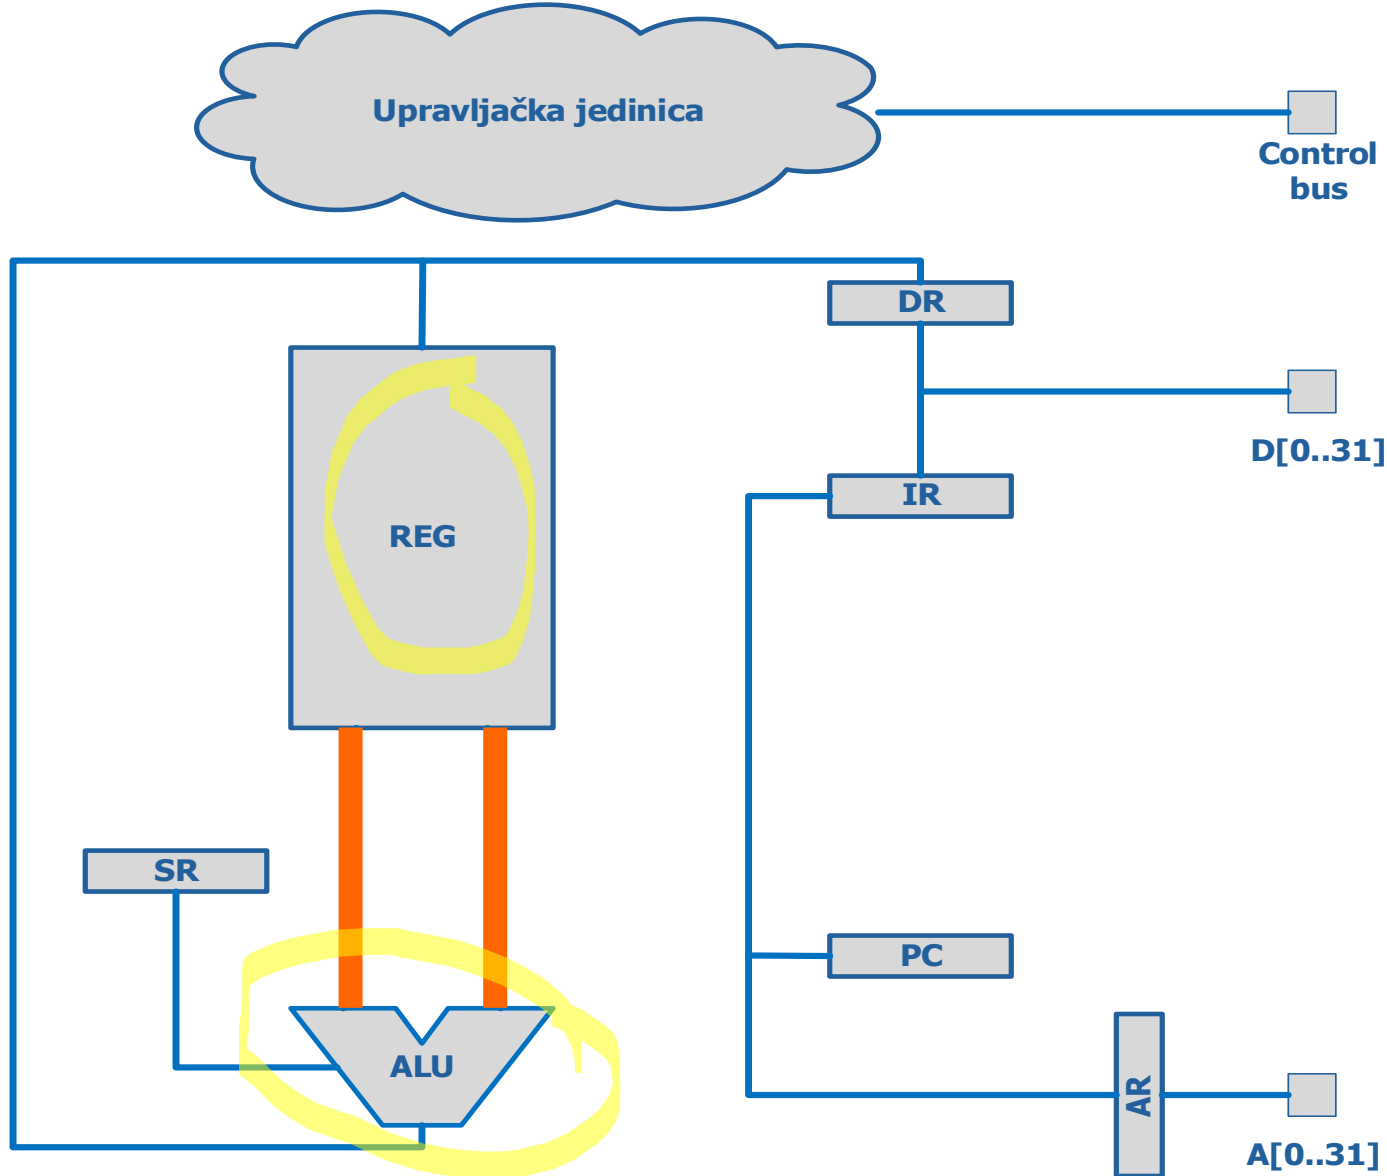 Upravljačka jedinica
Control
bus
DR
D[0..31]
IR
REG
SR
PC
ALU
AR
A[0..31]